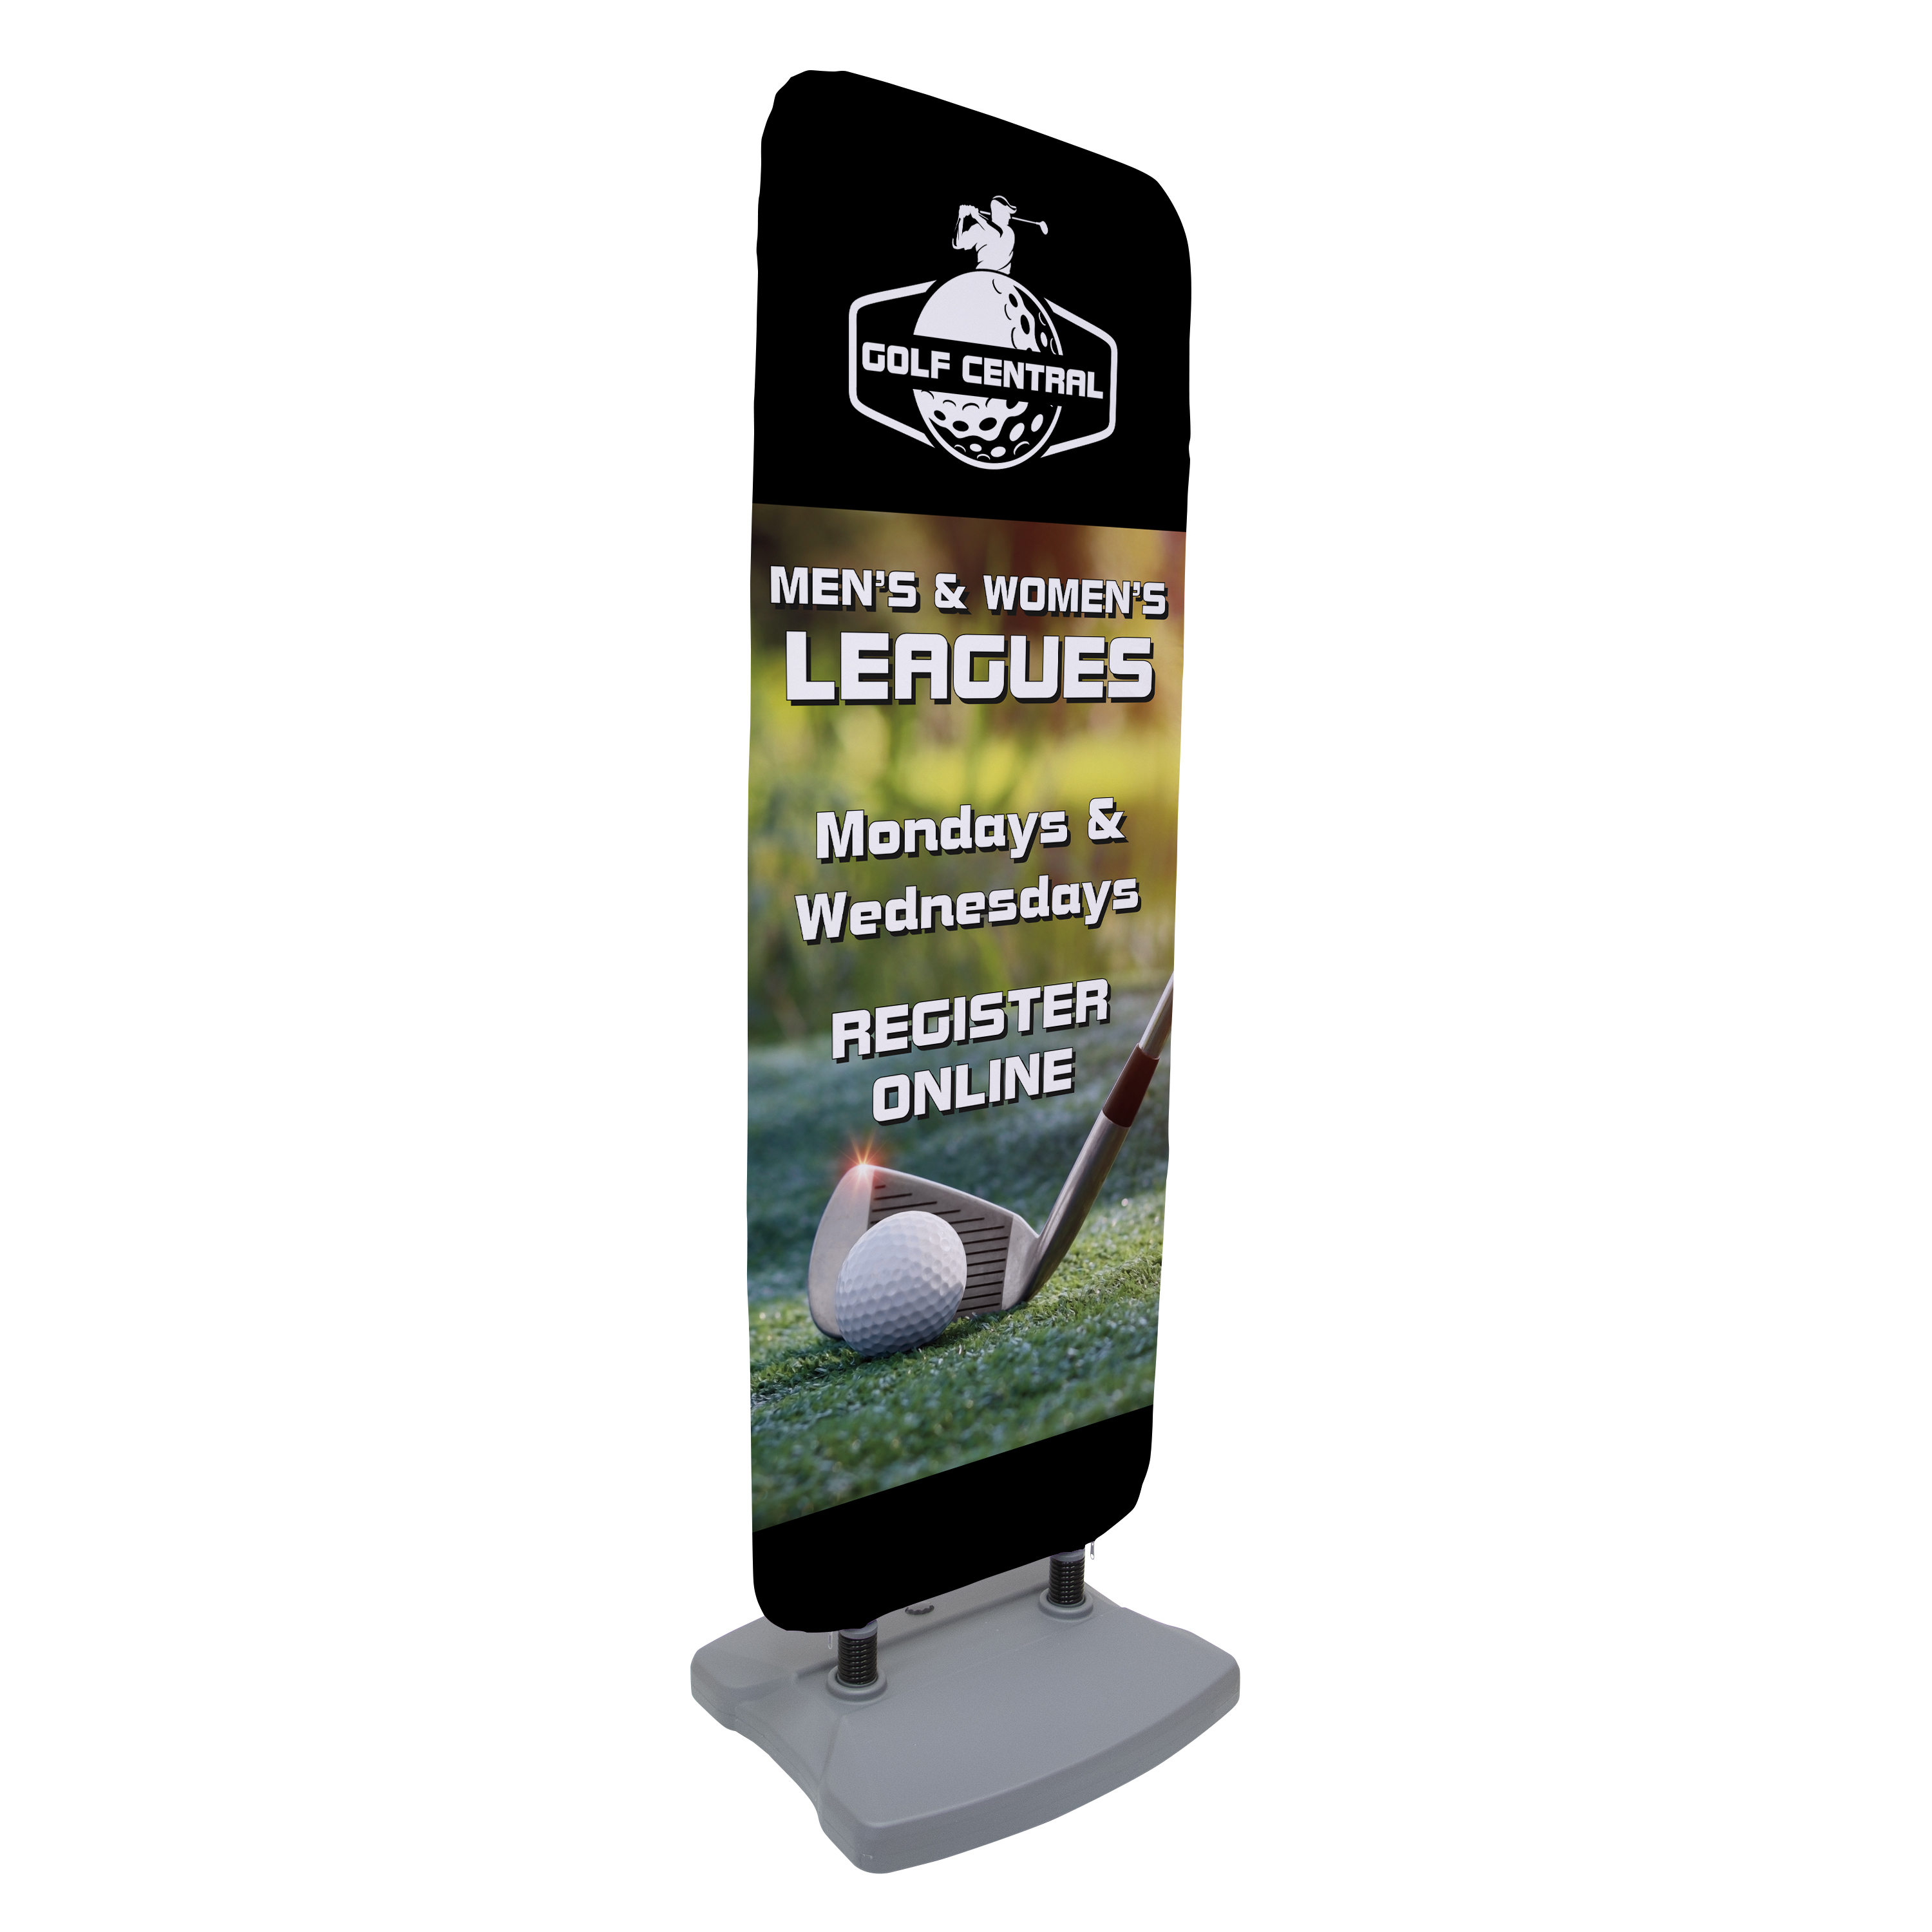 GOLF CENTRAL
MEN'S & WOMEN'S
LEAGUES
Mondays &
Wednesdays
REGISTER
ONLINE